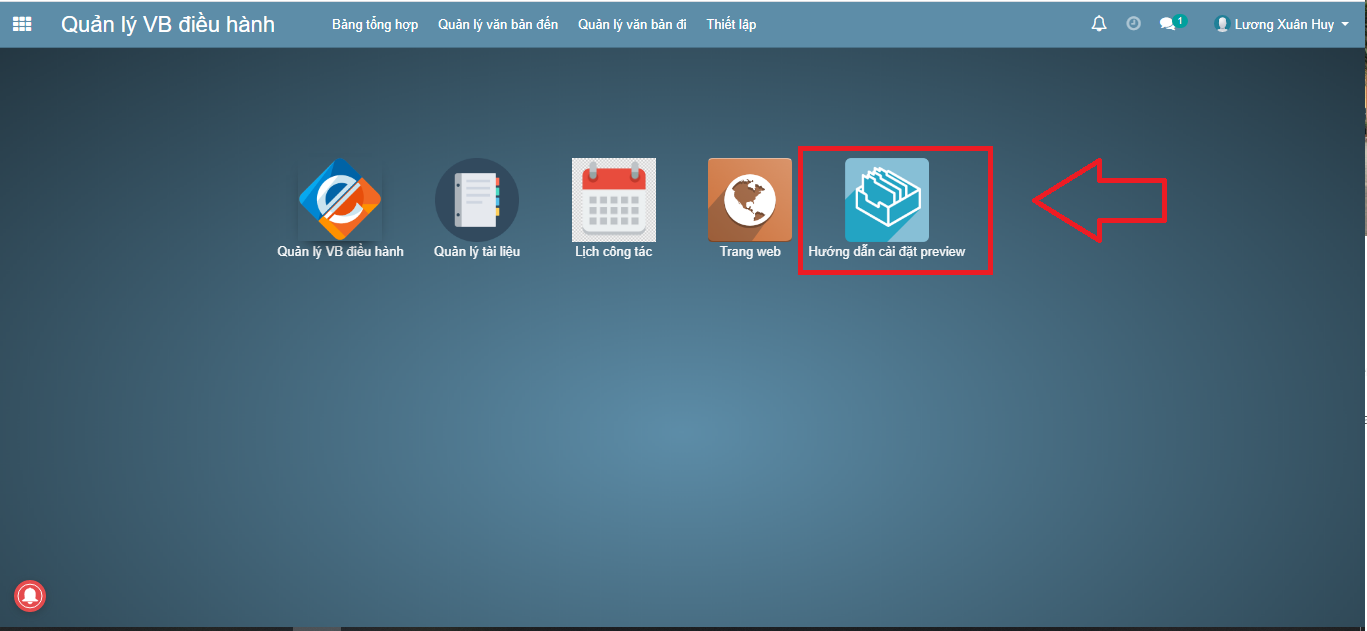 Quản lý VB điều hành
Bảng tổng hợp
Quản lý văn bản đến
Quản lý văn bản đi
Thiết lập
1
Lương Xuân Huy
Quản lý VB điều hành
Quản lý tài liệu
Lịch công tác
Trang web
Hướng dẫn cài đặt preview